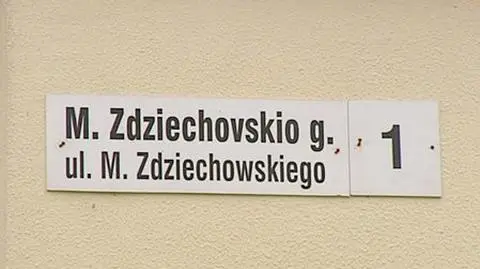 M. Zdziechovskio g.
ul. M. Zdziechowskiego
1